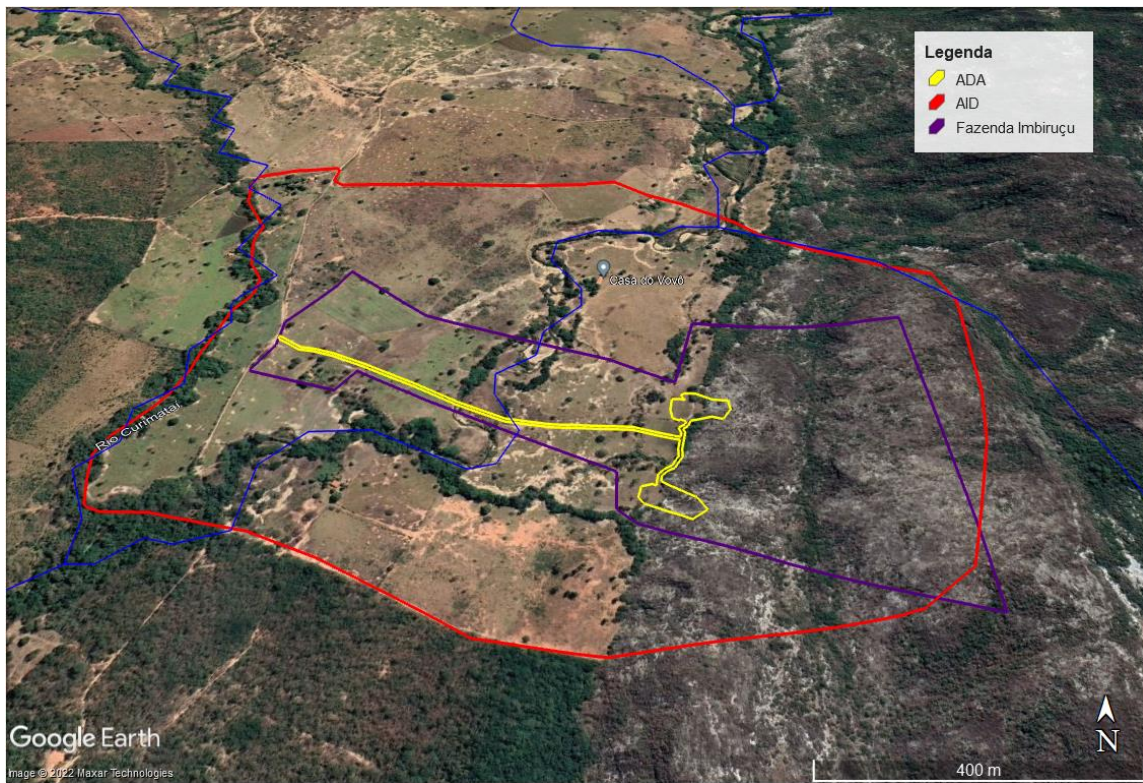 Legenda
ADA
AID
Fazenda Imbiruçu
Casa do Vovô
Rio Curimataí
N
Google Earth
Image © 2022 Maxar Technologies
400 m